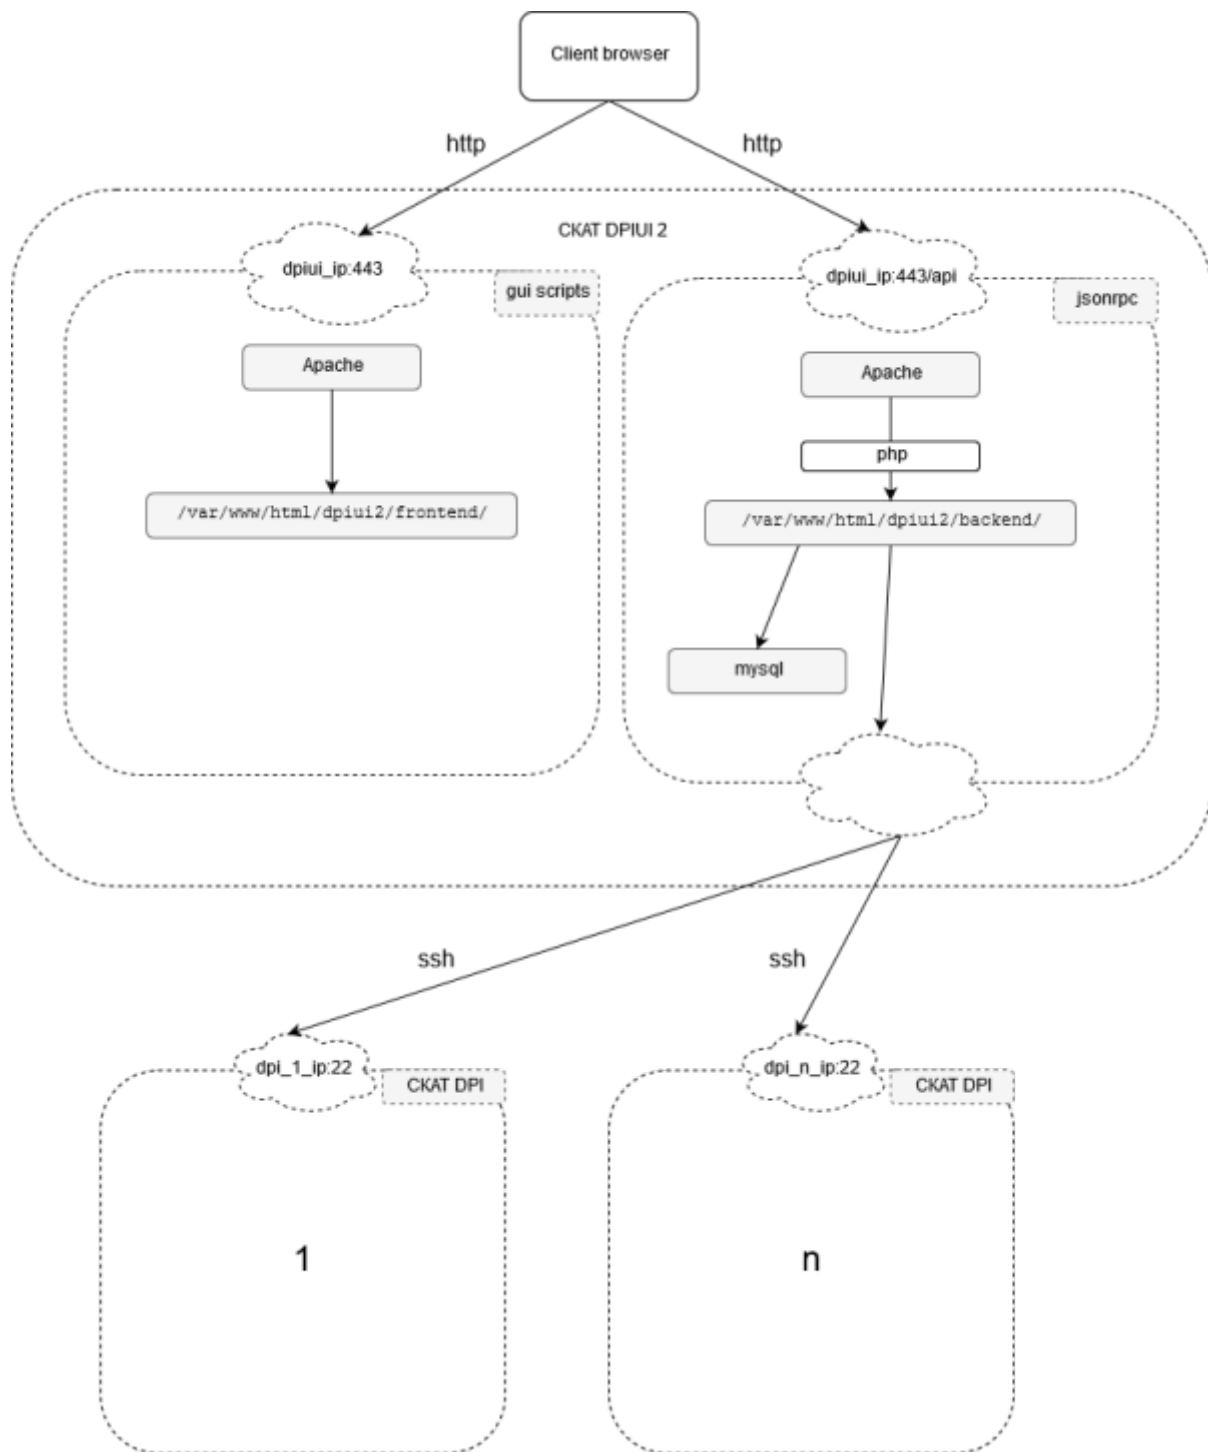 Client browser
http
http
СКАТ DPIUI 2
dpiui_ip:443
gui scripts
dpiui_ip:443/api
jsonrpc
Apache
Apache
php
/var/www/html/dpiui2/frontend/
/var/www/html/dpiui2/backend/
mysql
ssh
ssh
dpi_1_ip:22
СКАТ DPI
dpi_n_ip:22
СКАТ DPI
1
n